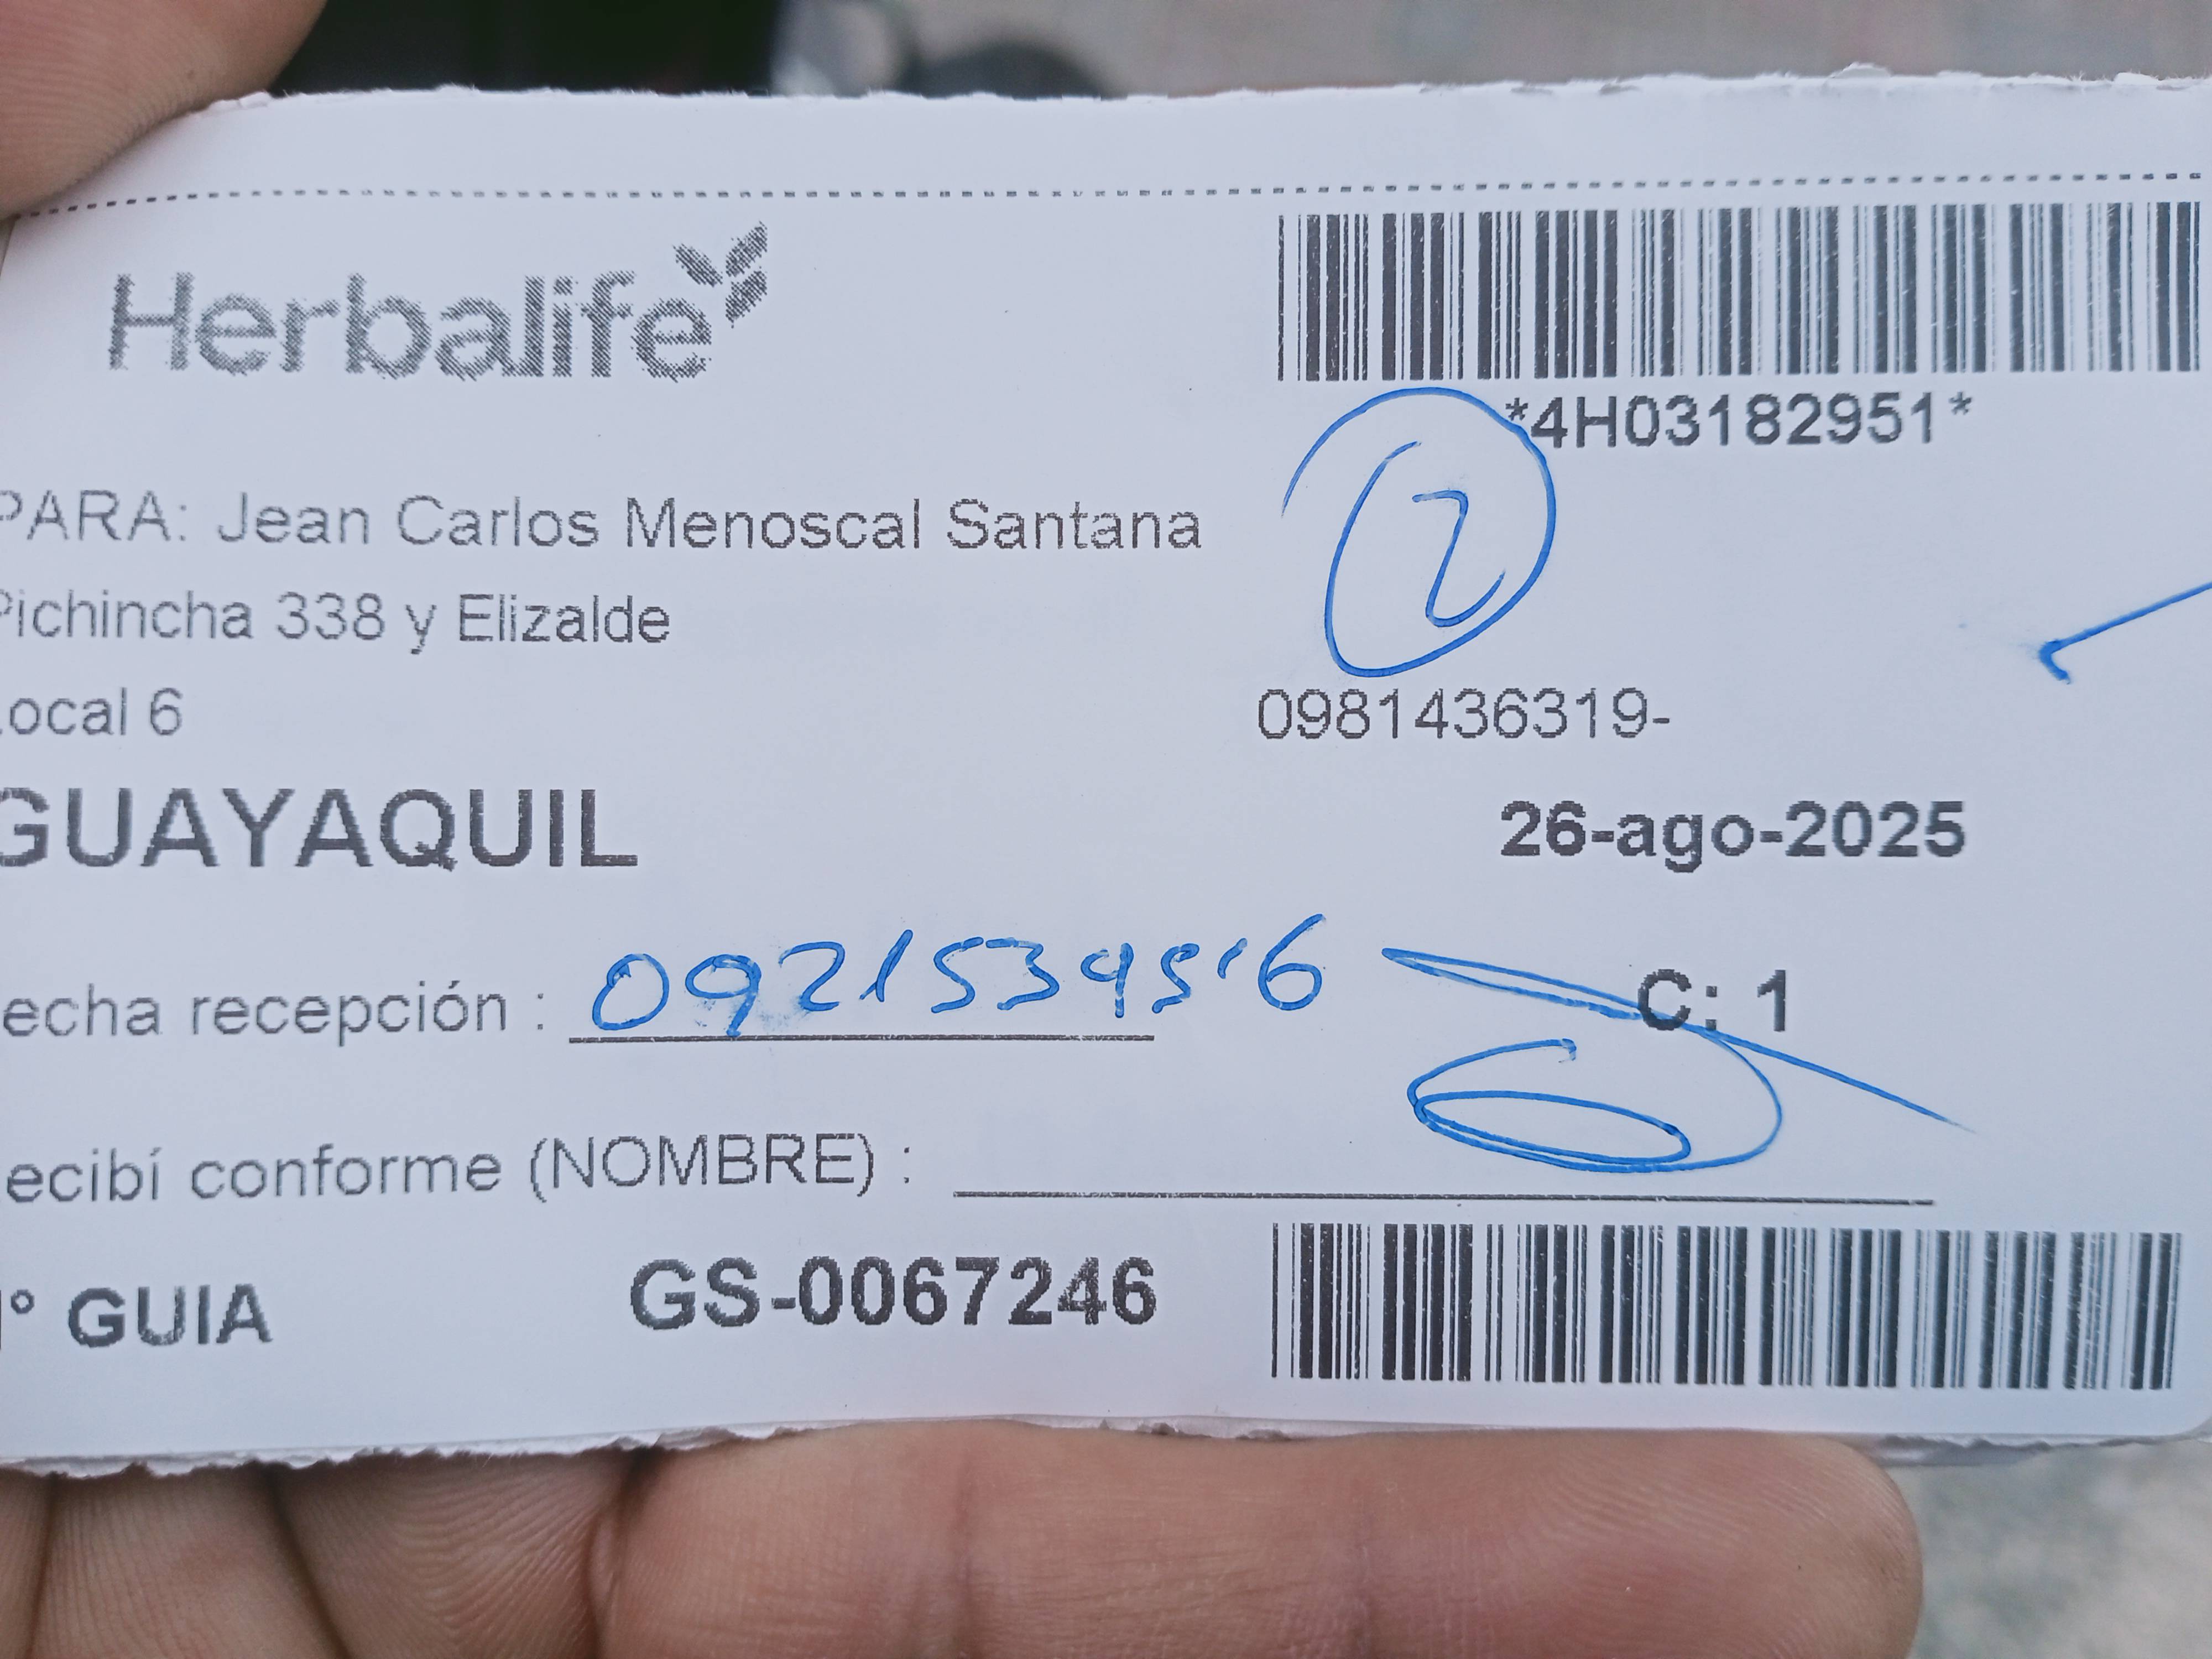 Herbalife
*4H03182951*
PARA: Jean Carlos Menoscal Santana
2
Pichincha 338 y Elizalde
Local 6
0981436319-
GUAYAQUIL
26-ago-2025
echa recepción :
C: 1
ecibí conforme (NOMBRE) :
° GUIA
GS-0067246